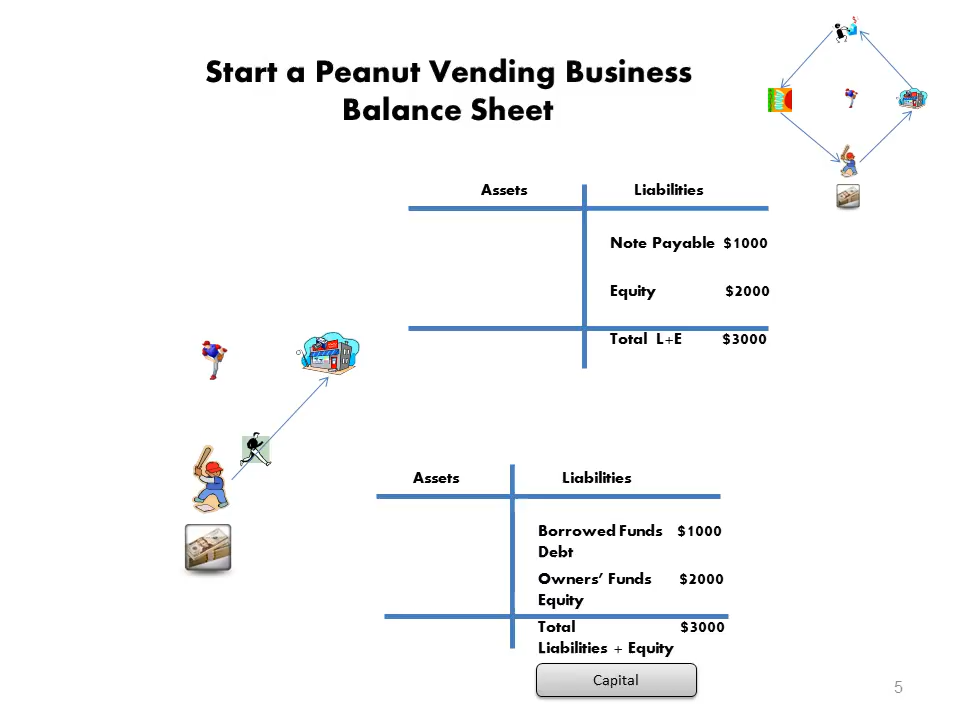 Start a Peanut Vending Business
Balance Sheet
Assets Liabilities
Note Payable $1000
Equity $2000
Total L+E $3000
Assets Liabilities
Borrowed Funds $1000
Debt
Owners’ Funds $2000
Equity
Total $3000
Liabilities + Equity
Capital
5